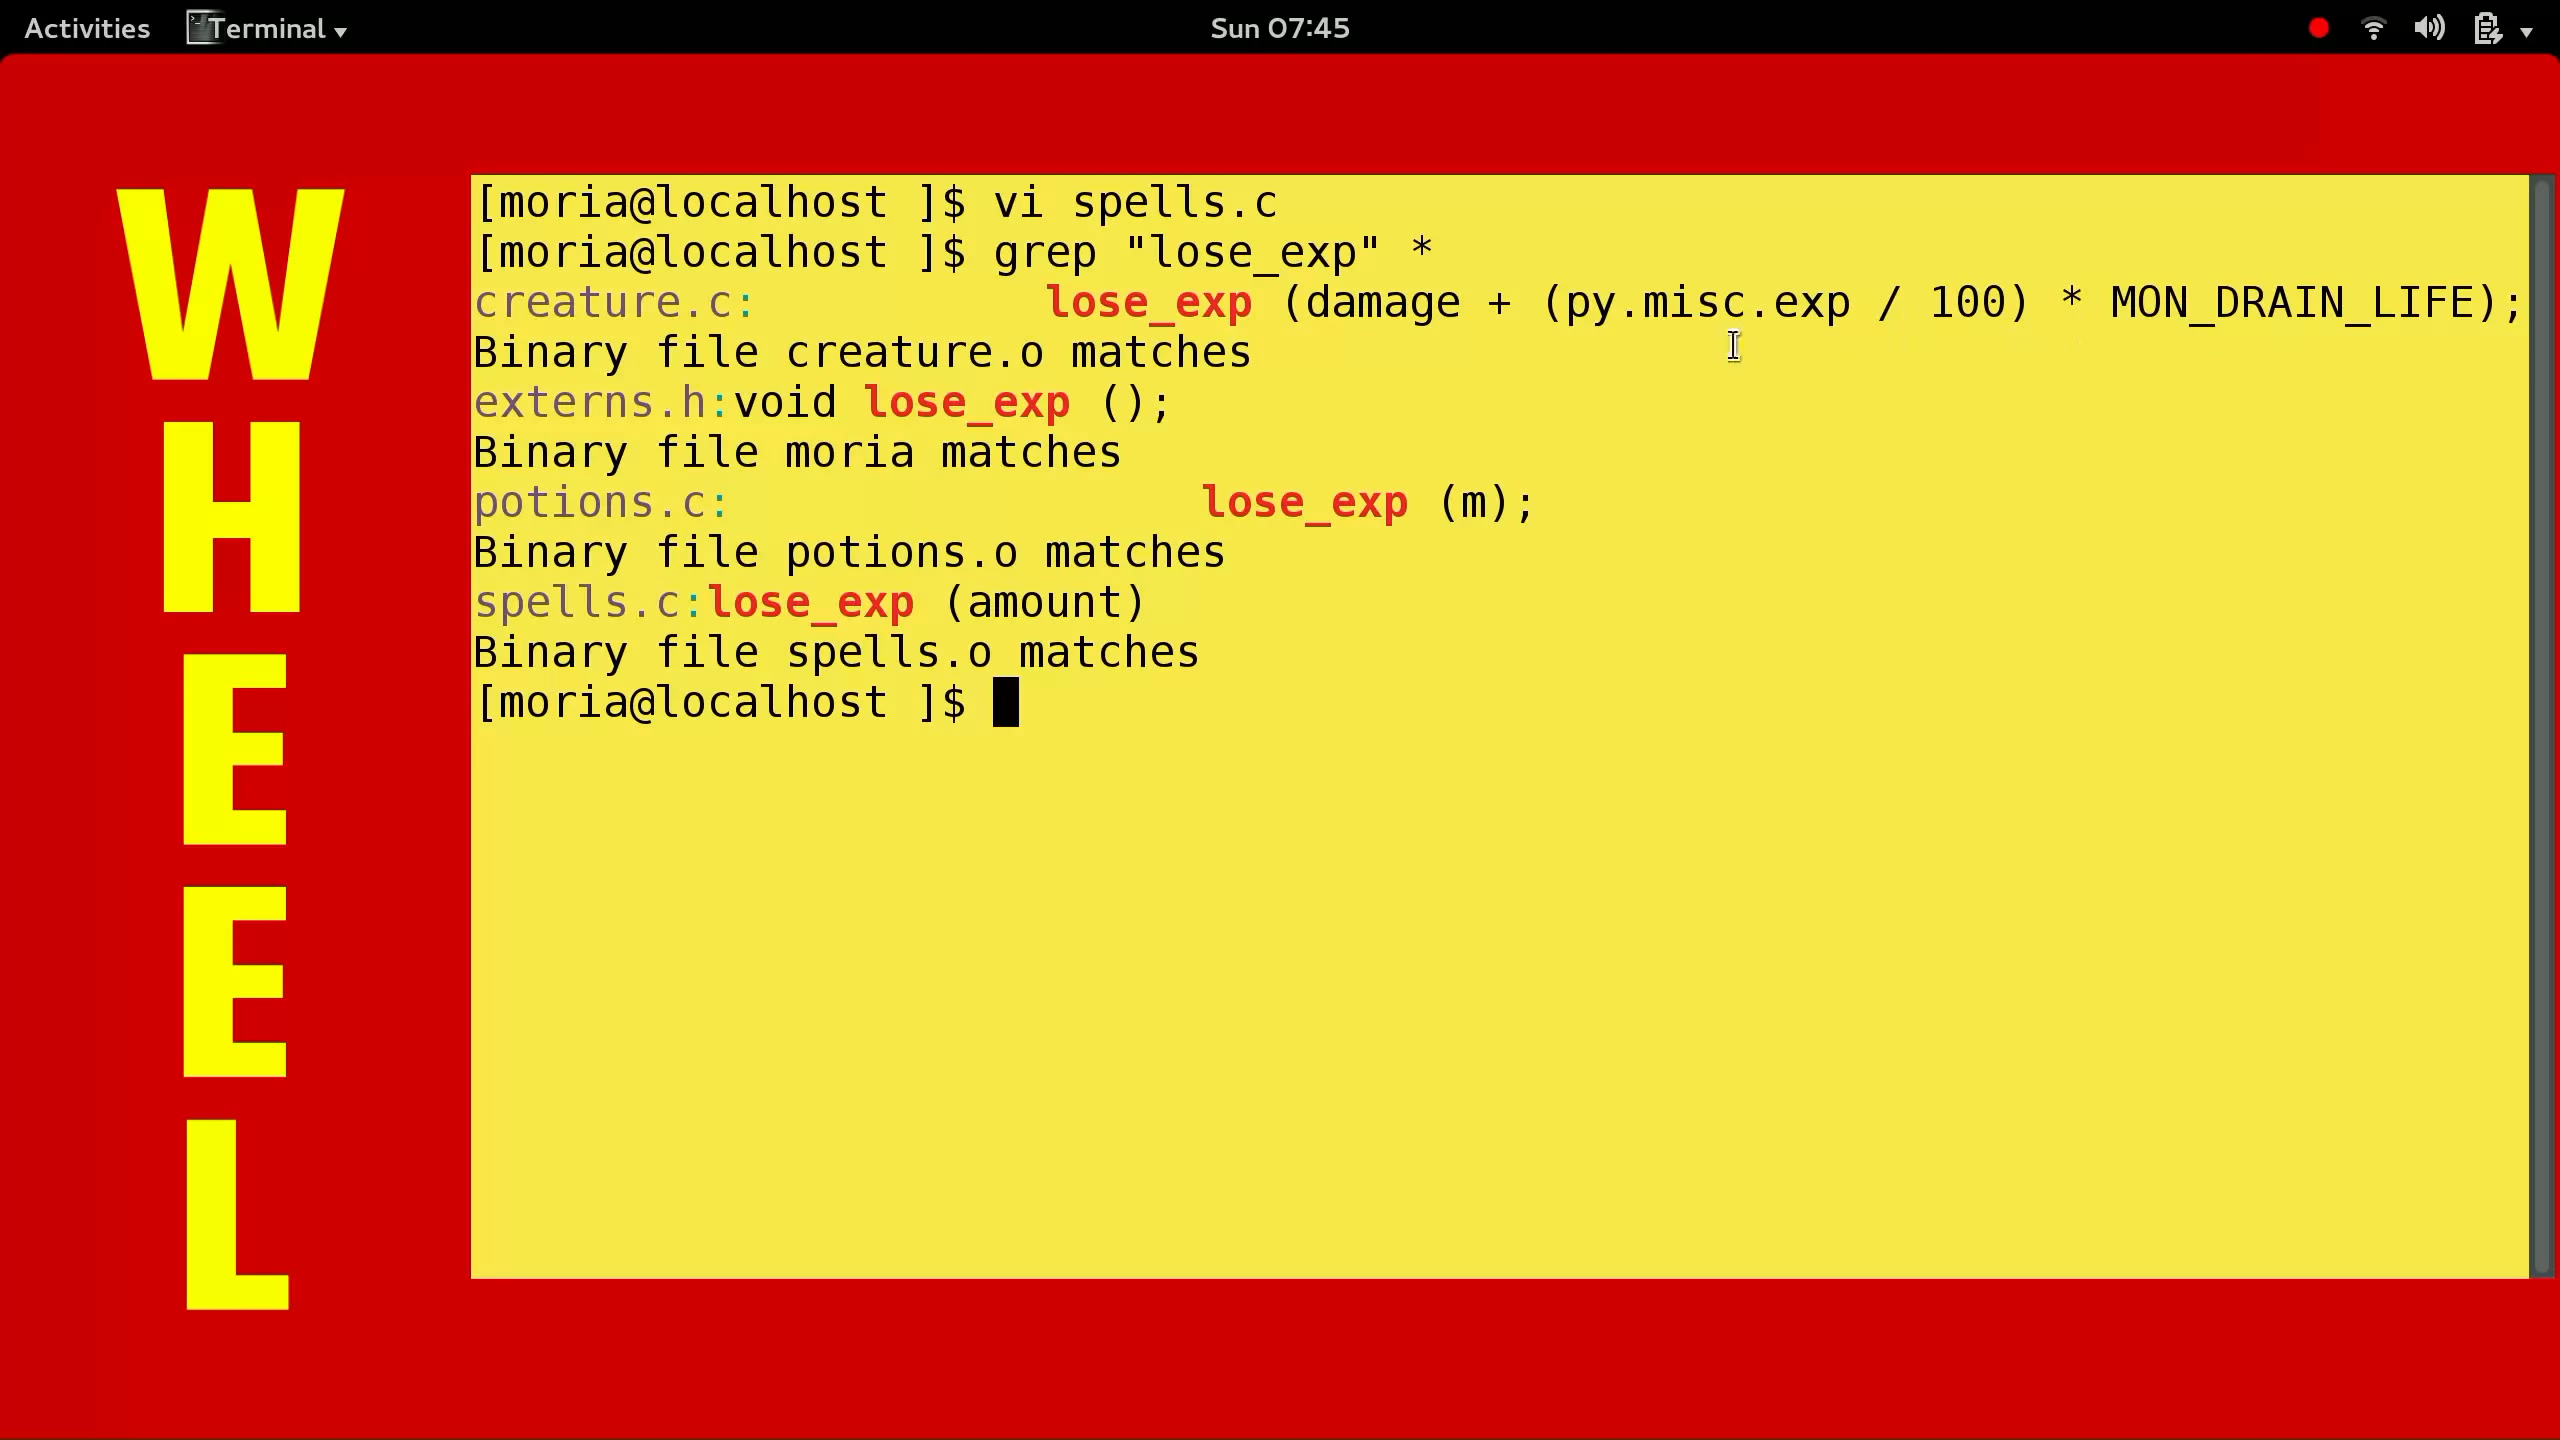 Activities Terminal Sun 07:45
W
H
E
E
L
[moria@localhost ]$ vi spells.c
[moria@localhost ]$ grep "lose_exp" *
creature.c:           lose_exp (damage + (py.misc.exp / 100) * MON_DRAIN_LIFE);
Binary file creature.o matches
externs.h:void lose_exp ();
Binary file moria matches
potions.c:                  lose_exp (m);
Binary file potions.o matches
spells.c:lose_exp (amount)
Binary file spells.o matches
[moria@localhost ]$